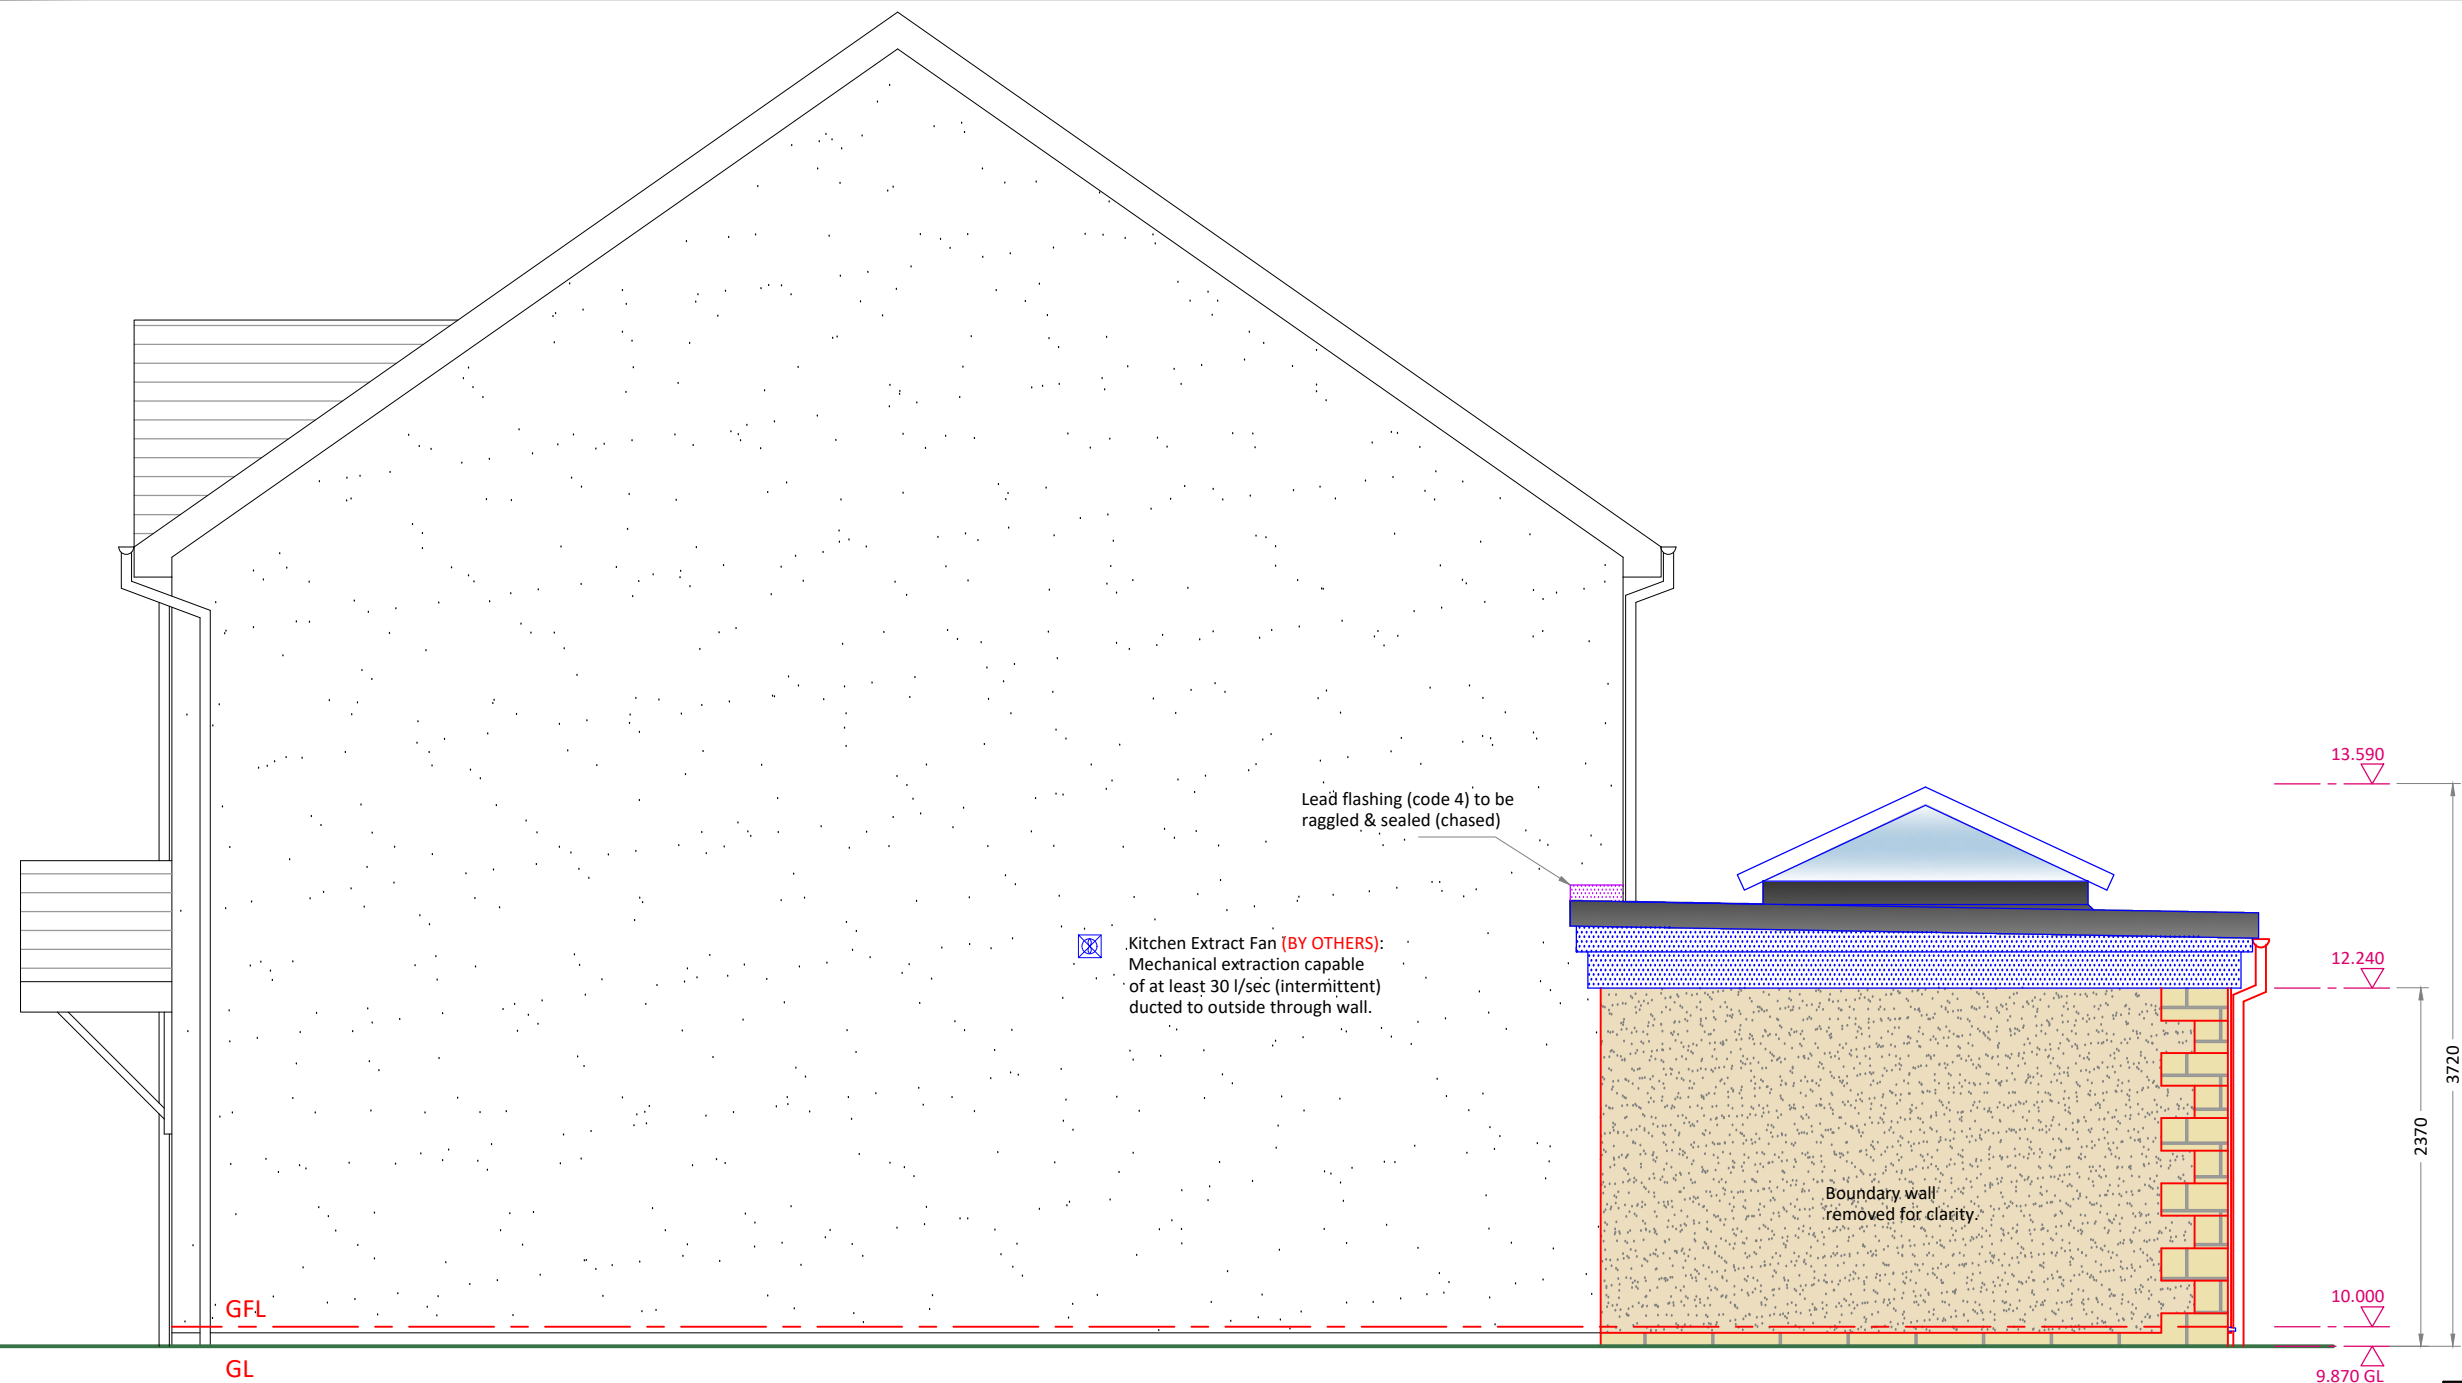 13.590
Lead flashing (code 4) to be
raggled & sealed (chased)
Kitchen Extract Fan (BY OTHERS):
Mechanical extraction capable
of at least 30 l/sec (intermittent)
ducted to outside through wall.
12.240
3720
2370
Boundary wall
removed for clarity.
GFL
10.000
GL
9.870 GL